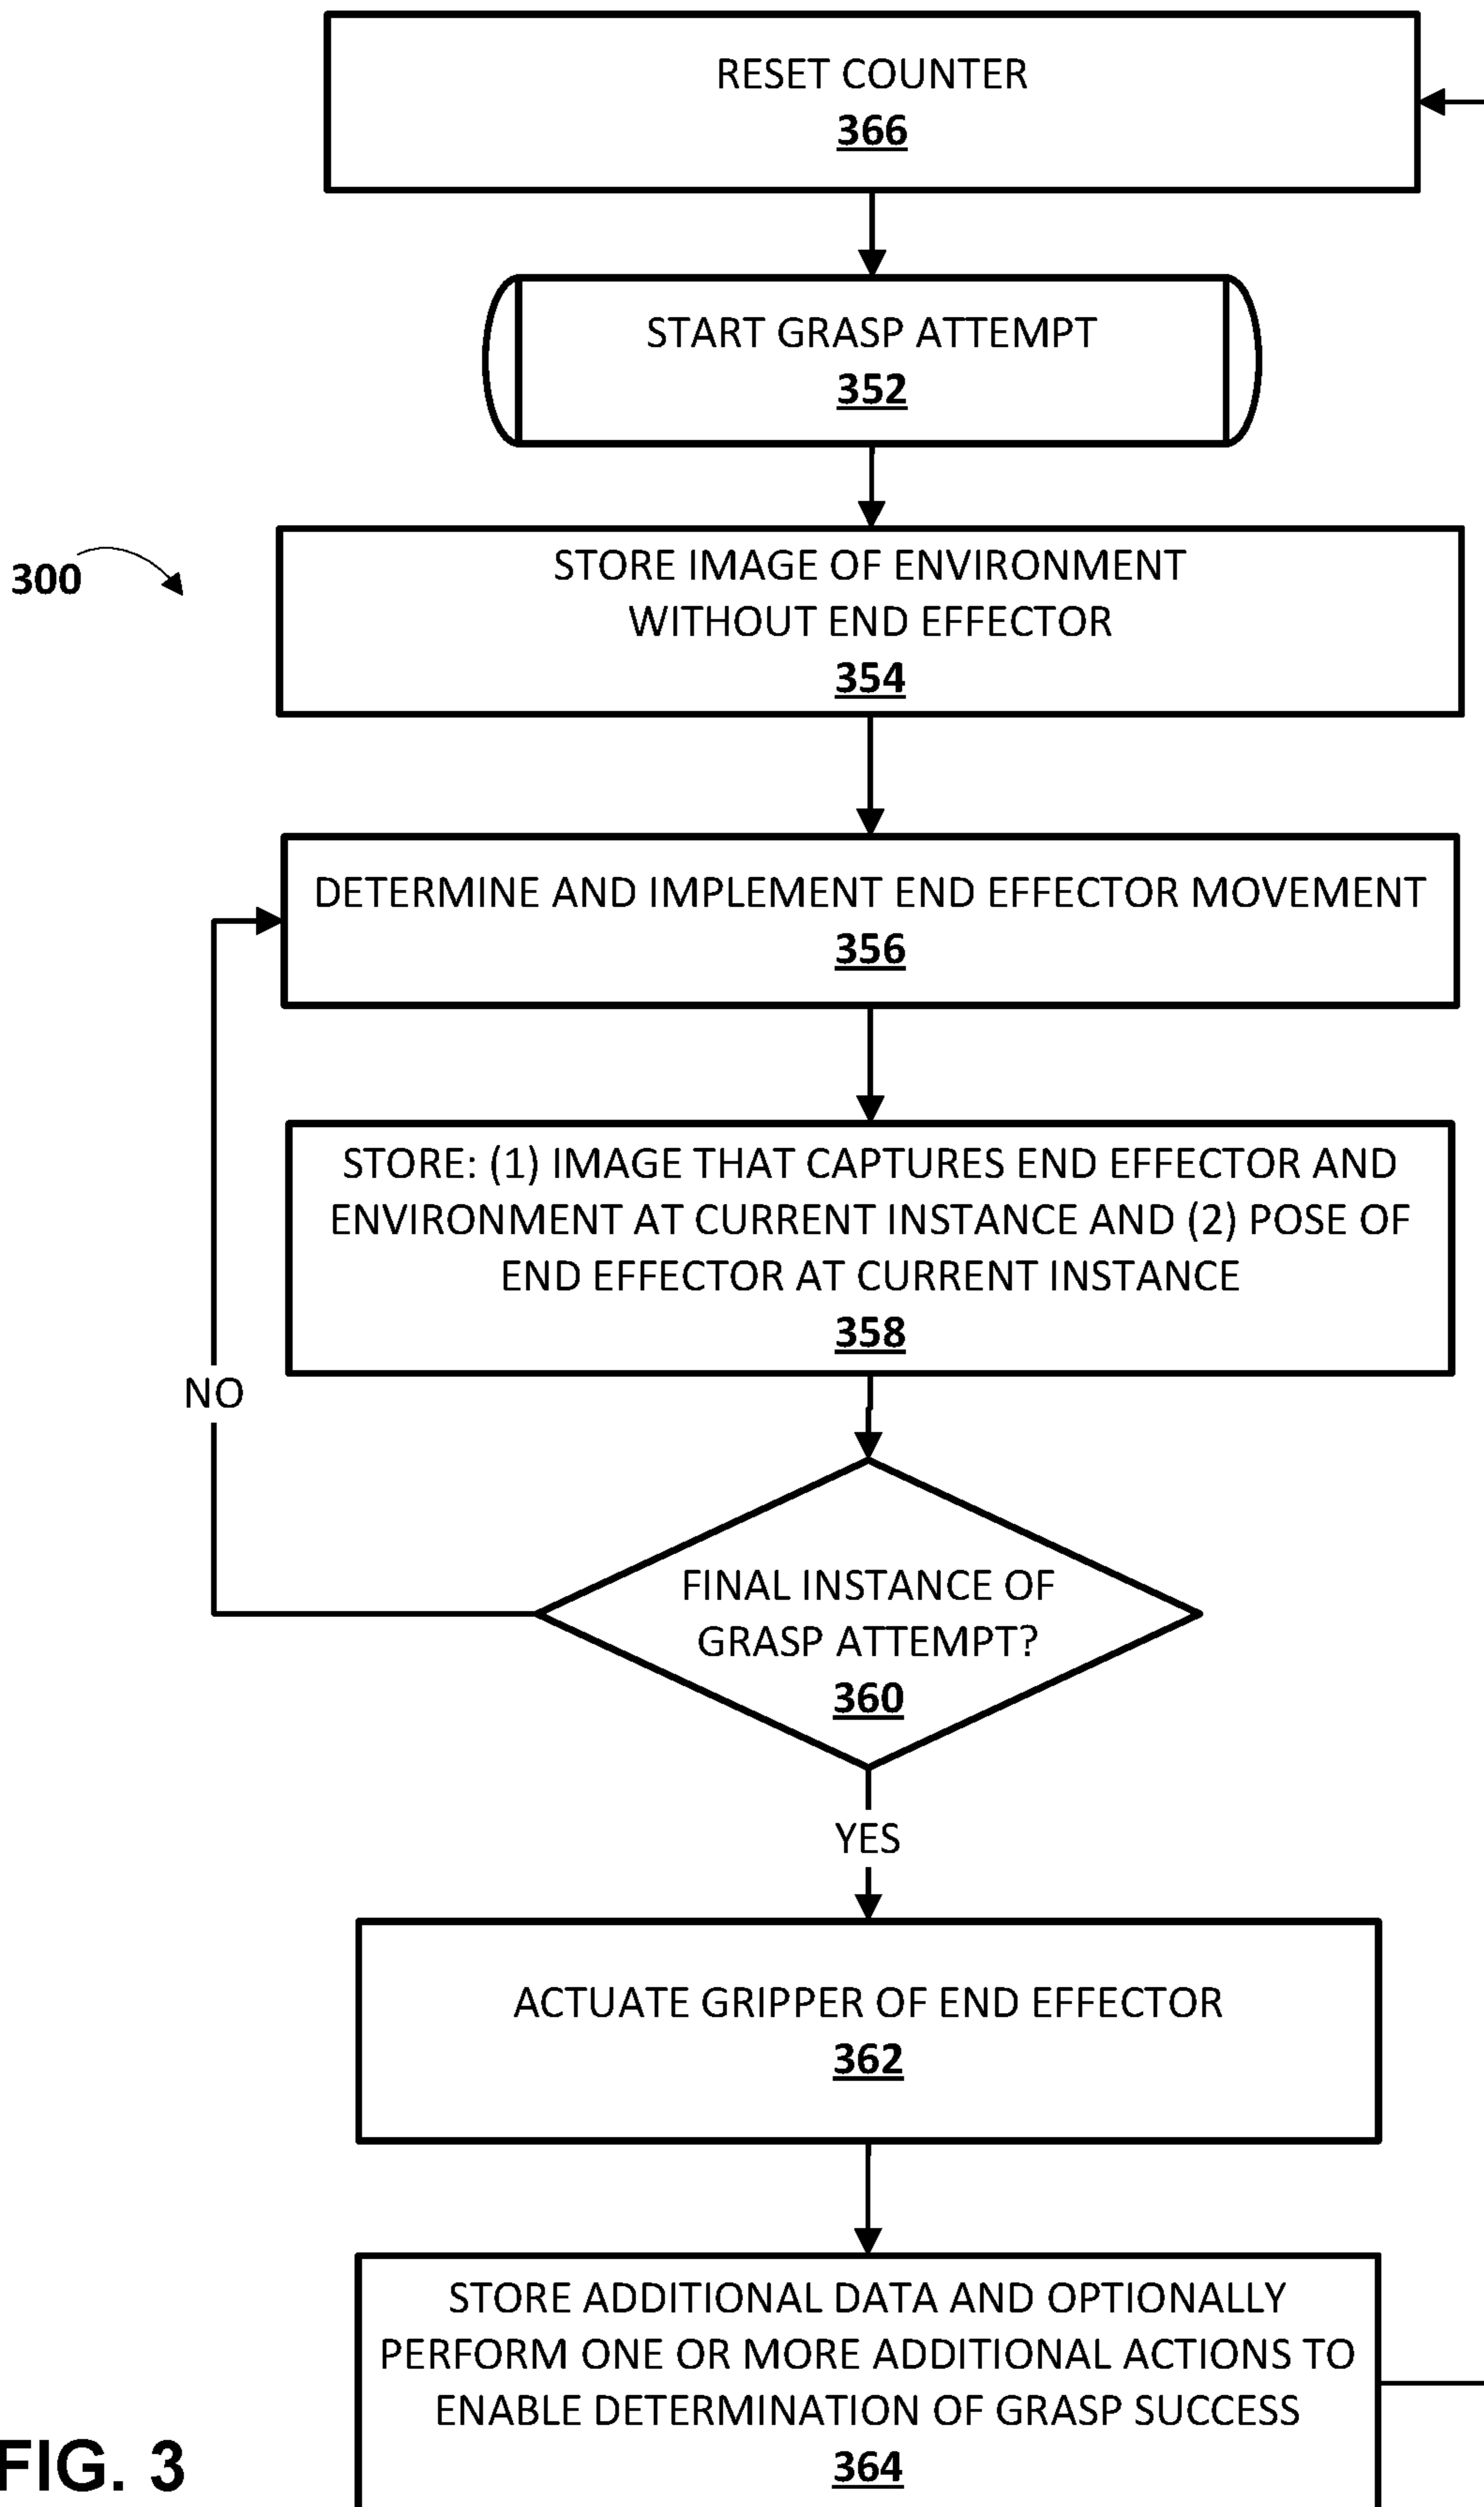 RESET COUNTER
366
START GRASP ATTEMPT
352
300
STORE IMAGE OF ENVIRONMENT
WITHOUT END EFFECTOR
354
DETERMINE AND IMPLEMENT END EFFECTOR MOVEMENT
356
STORE: (1) IMAGE THAT CAPTURES END EFFECTOR AND
ENVIRONMENT AT CURRENT INSTANCE AND (2) POSE OF
END EFFECTOR AT CURRENT INSTANCE
358
NO
FINAL INSTANCE OF
GRASP ATTEMPT?
360
YES
ACTUATE GRIPPER OF END EFFECTOR
362
STORE ADDITIONAL DATA AND OPTIONALLY
PERFORM ONE OR MORE ADDITIONAL ACTIONS TO
ENABLE DETERMINATION OF GRASP SUCCESS
364
FIG. 3